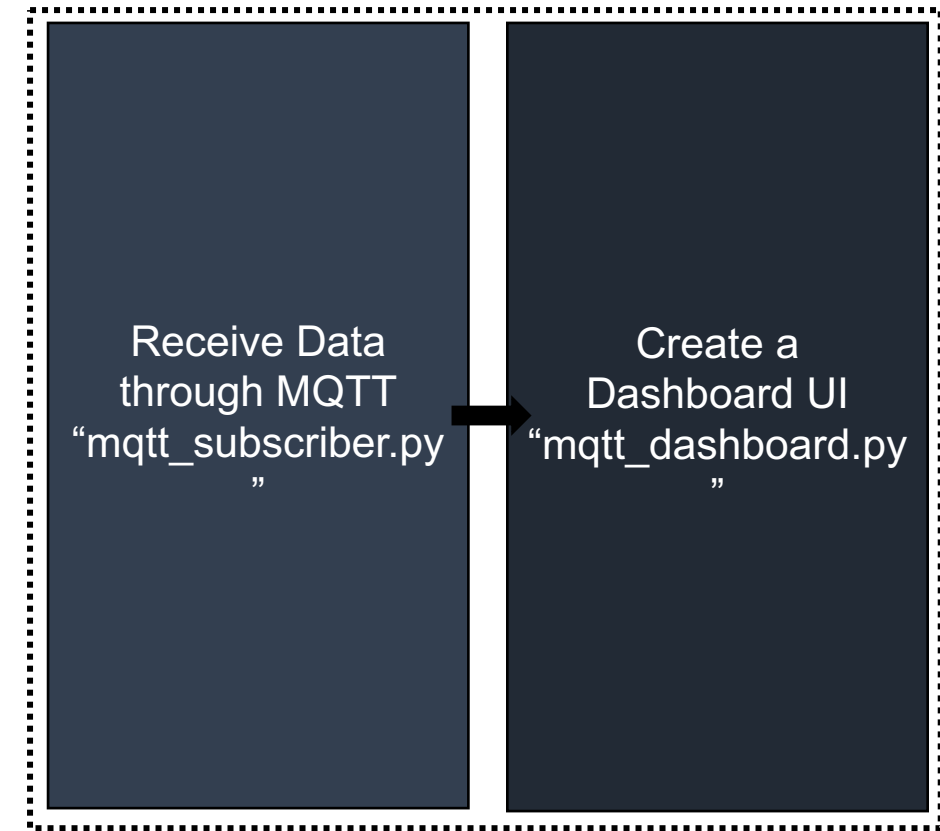 Receive Data
through MQTT
“mqtt_subscriber.py
”
Create a
Dashboard UI
“mqtt_dashboard.py
”